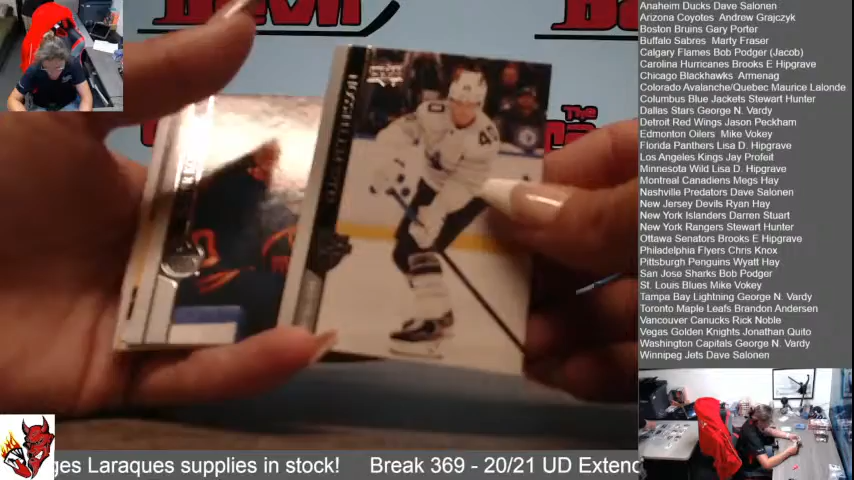 Devil
The
Anaheim Ducks Dave Salonen
Arizona Coyotes Andrew Grajczyk
Boston Bruins Gary Porter
Buffalo Sabres Marty Fraser
Calgary Flames Bob Podger (Jacob)
Carolina Hurricanes Brooks E Hipgrave
Chicago Blackhawks Armenag
Colorado Avalanche/Quebec Maurice Lalonde
Columbus Blue Jackets Stewart Hunter
Dallas Stars George N. Vardy
Detroit Red Wings Jason Peckham
Edmonton Oilers Mike Vokey
Florida Panthers Lisa D. Hipgrave
Los Angeles Kings Jay Profeit
Minnesota Wild Lisa D. Hipgrave
Montreal Canadiens Megs Hay
Nashville Predators Dave Salonen
New Jersey Devils Ryan Hay
New York Islanders Darren Stuart
New York Rangers Stewart Hunter
Ottawa Senators Brooks E Hipgrave
Philadelphia Flyers Chris Knox
Pittsburgh Penguins Wyatt Hay
San Jose Sharks Bob Podger
St. Louis Blues Mike Vokey
Tampa Bay Lightning George N. Vardy
Toronto Maple Leafs Brandon Andersen
Vancouver Canucks Rick Noble
Vegas Golden Knights Jonathan Quito
Washington Capitals George N. Vardy
Winnipeg Jets Dave Salonen
ges Laraques supplies in stock! Break 369 - 20/21 UD Extenc